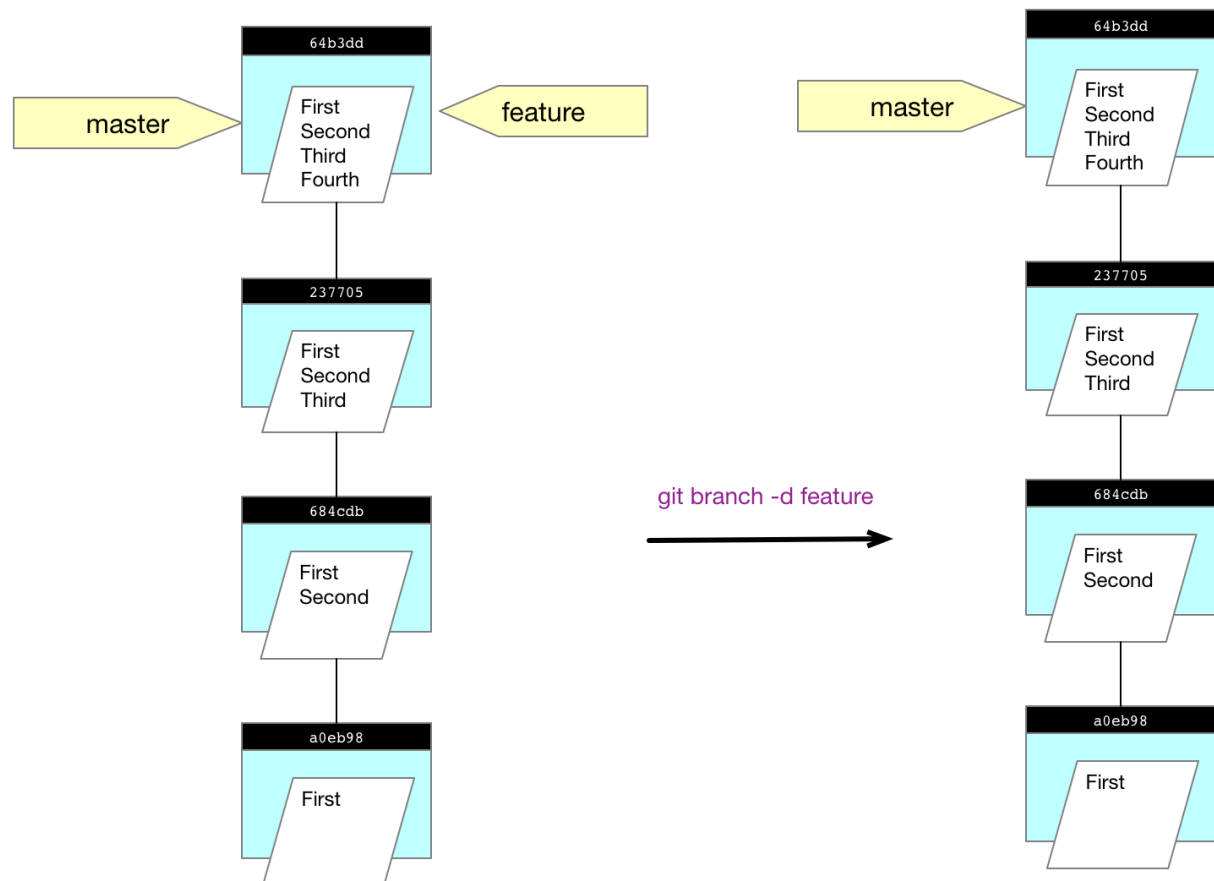 64b3dd
master
feature
First
Second
Third
Fourth
237705
First
Second
Third
684cdb
First
Second
a0eb98
First
git branch -d feature
64b3dd
master
First
Second
Third
Fourth
237705
First
Second
Third
684cdb
First
Second
a0eb98
First